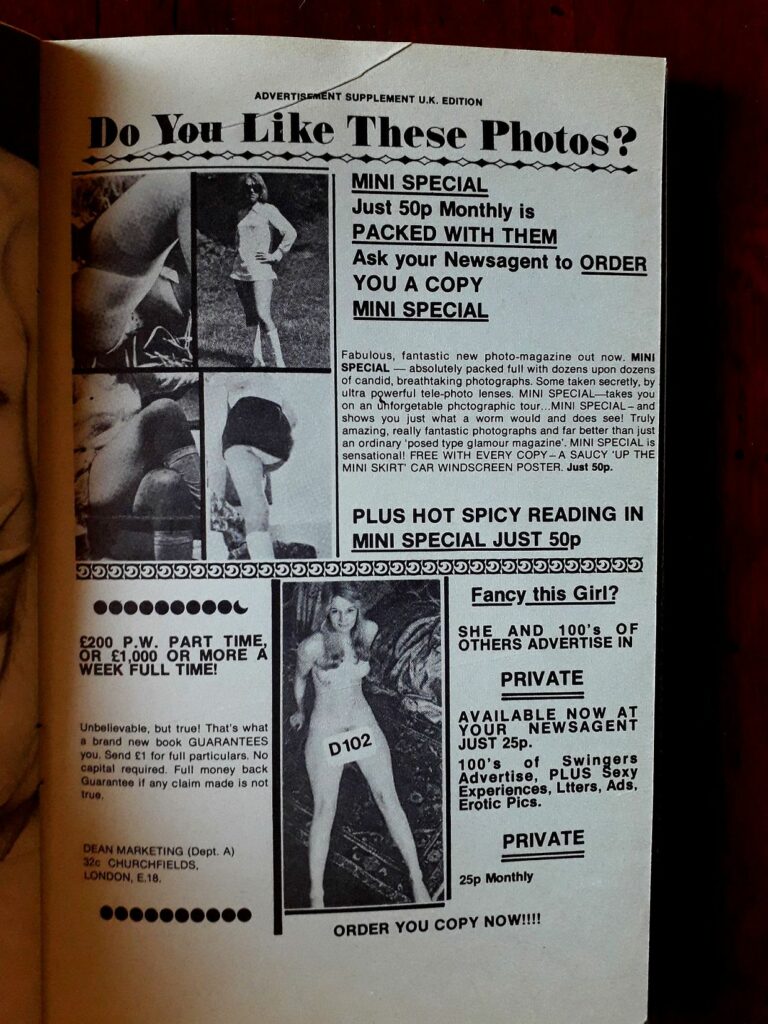 ADVERTISEMENT SUPPLEMENT U.K. EDITION
Do You Like These Photos?
MINI SPECIAL
Just 50p Monthly is
PACKED WITH THEM
Ask your Newsagent to ORDER
YOU A COPY
MINI SPECIAL
Fabulous, fantastic new photo-magazine out now. MINI
SPECIAL — absolutely packed full with dozens upon dozens
of candid, breathtaking photographs. Some taken secretly, by
ultra powerful tele-photo lenses. MINI SPECIAL—takes you
on an unforgetable photographic tour...MINI SPECIAL – and
shows you just what a worm would and does see! Truly
amazing, really fantastic photographs and far better than just
an ordinary 'posed type glamour magazine'. MINI SPECIAL is
sensational! FREE WITH EVERY COPY – A SAUCY 'UP THE
MINI SKIRT' CAR WINDSCREEN POSTER. Just 50p.
PLUS HOT SPICY READING IN
MINI SPECIAL JUST 50p
£200 P.W. PART TIME,
OR £1,000 OR MORE A
WEEK FULL TIME!
Unbelievable, but true! That's what
a brand new book GUARANTEES
you. Send £1 for full particulars. No
capital required. Full money back
Guarantee if any claim made is not
true.
DEAN MARKETING (Dept. A)
32c CHURCHFIELDS,
LONDON, E.18.
D102
Fancy this Girl?
SHE AND 100's OF
OTHERS ADVERTISE IN
PRIVATE
AVAILABLE NOW AT
YOUR NEWSAGENT
JUST 25p.
100's of Swingers
Advertise, PLUS Sexy
Experiences, Ltters, Ads,
Erotic Pics.
PRIVATE
25p Monthly
ORDER YOU COPY NOW!!!!